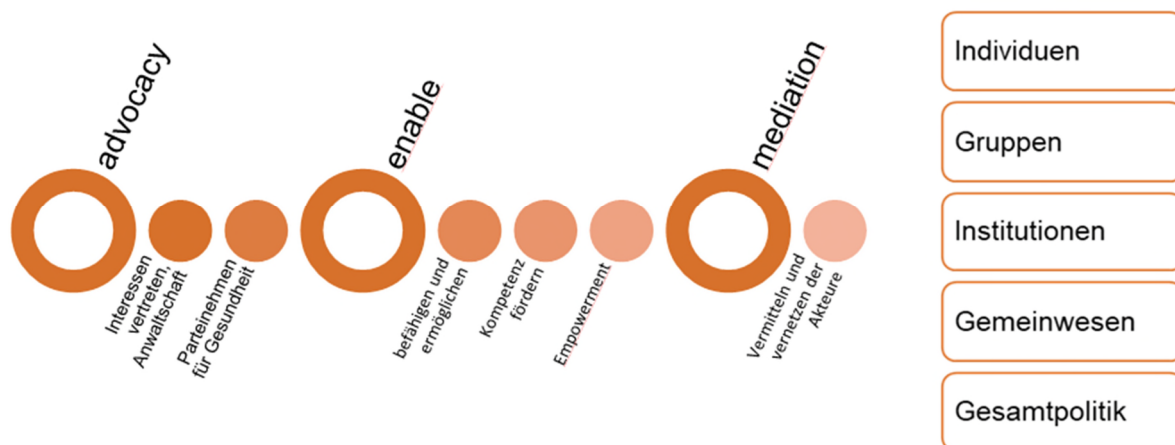 advocacy
Interessen
vertreten,
Anwaltschaft
Parteinehmen
für Gesundheit
enable
befähigen und
ermöglichen
Kompetenz
fördern
Empowerment
mediation
Vermitteln und
vernetzen der
Akteure
Individuen
Gruppen
Institutionen
Gemeinwesen
Gesamtpolitik